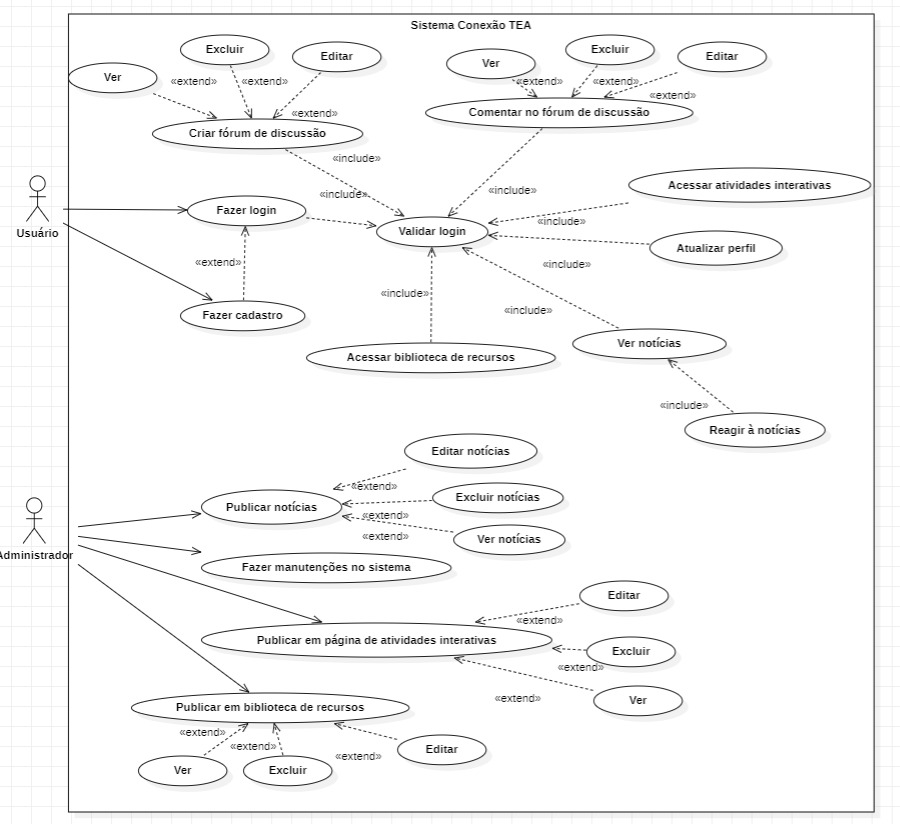 Sistema Conexão TEA
Excluir
Editar
Ver
«extend»
«extend»
«extend»
Criar fórum de discussão
Ver
Excluir
Editar
«extend»
«extend»
«extend»
Comentar no fórum de discussão
«include»
«include»
«include»
Acessar atividades interativas
Usuário
Fazer login
Validar login
«include»
Atualizar perfil
«extend»
«include»
«include»
«include»
Fazer cadastro
Acessar biblioteca de recursos
Ver notícias
«include»
Reagir à notícias
Editar notícias
«extend»
Excluir notícias
Publicar notícias
«extend»
«extend»
Ver notícias
Administrador
Fazer manutenções no sistema
Editar
«extend»
Publicar em página de atividades interativas
Excluir
«extend»
«extend»
Ver
Publicar em biblioteca de recursos
«extend»
«extend»
«extend»
Editar
Ver
Excluir